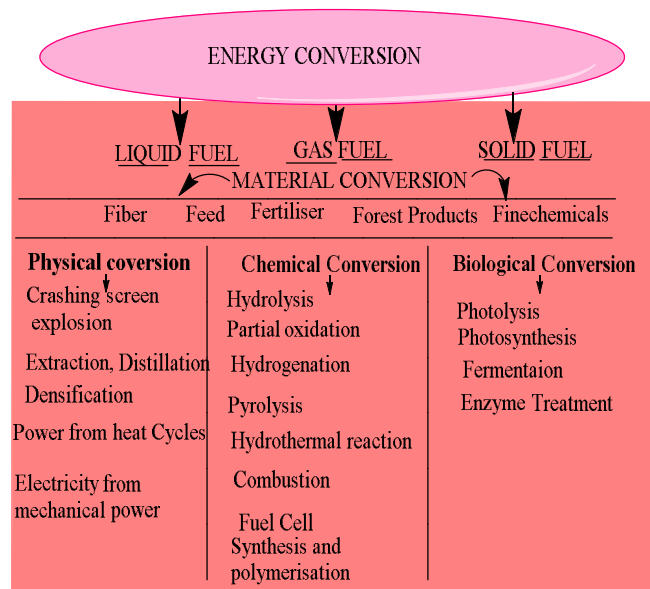 ENERGY CONVERSION
LIQUID FUEL
GAS FUEL
SOLID FUEL
MATERIAL CONVERSION
Fiber
Feed
Fertiliser
Forest Products
Finechemicals
Physical coversion
Crashing screen
explosion
Extraction, Distillation
Densification
Power from heat Cycles
Electricity from
mechanical power
Chemical Conversion
Hydrolysis
Partial oxidation
Hydrogenation
Pyrolysis
Hydrothermal reaction
Combustion
Fuel Cell
Synthesis and
polymerisation
Biological Conversion
Photolysis
Photosynthesis
Fermentaion
Enzyme Treatment